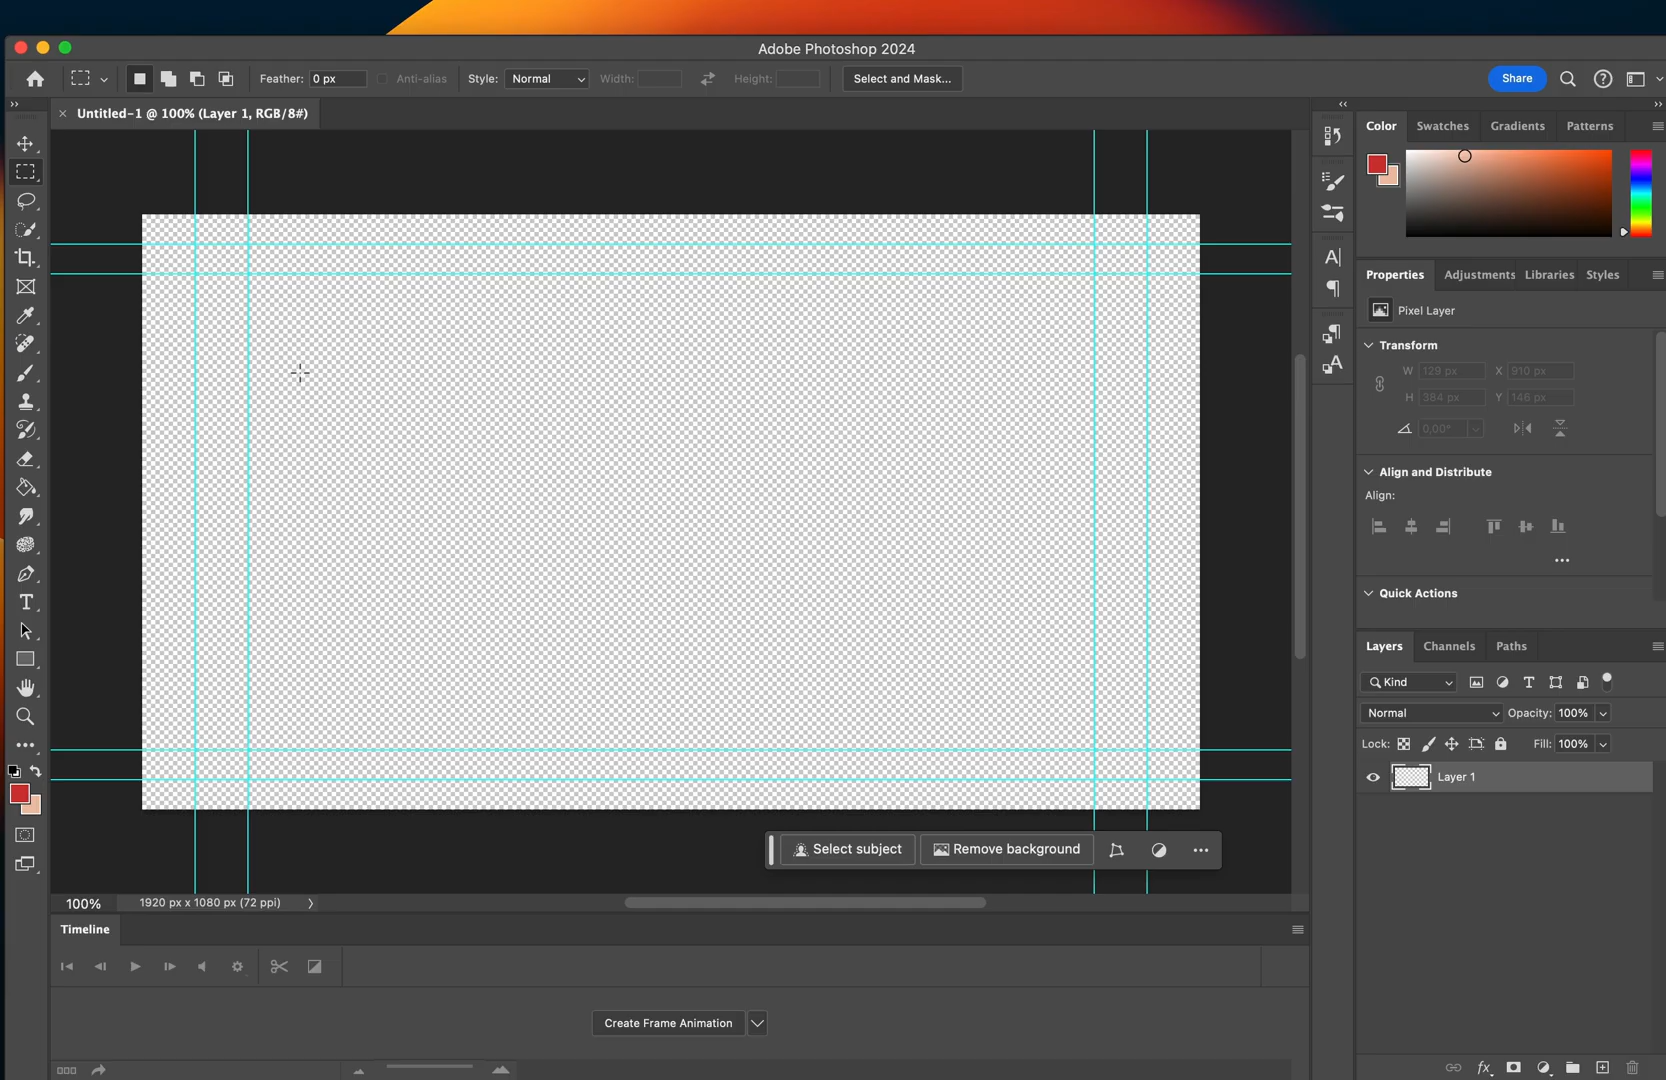 Adobe Photoshop 2024
Feather: 0 px Anti-alias Style: Normal Width: Height: Select and Mask... Share
Untitled-1 @ 100% (Layer 1, RGB/8#)
Color Swatches Gradients Patterns
Properties Adjustments Libraries Styles
Pixel Layer
Transform
W 129 px X 910 px
H 384 px Y 146 px
0,00°
Align and Distribute
Align:
Quick Actions
Layers Channels Paths
Kind
Normal Opacity: 100%
Lock: Fill: 100%
Layer 1
Select subject Remove background
100% 1920 px x 1080 px (72 ppi)
Timeline
Create Frame Animation